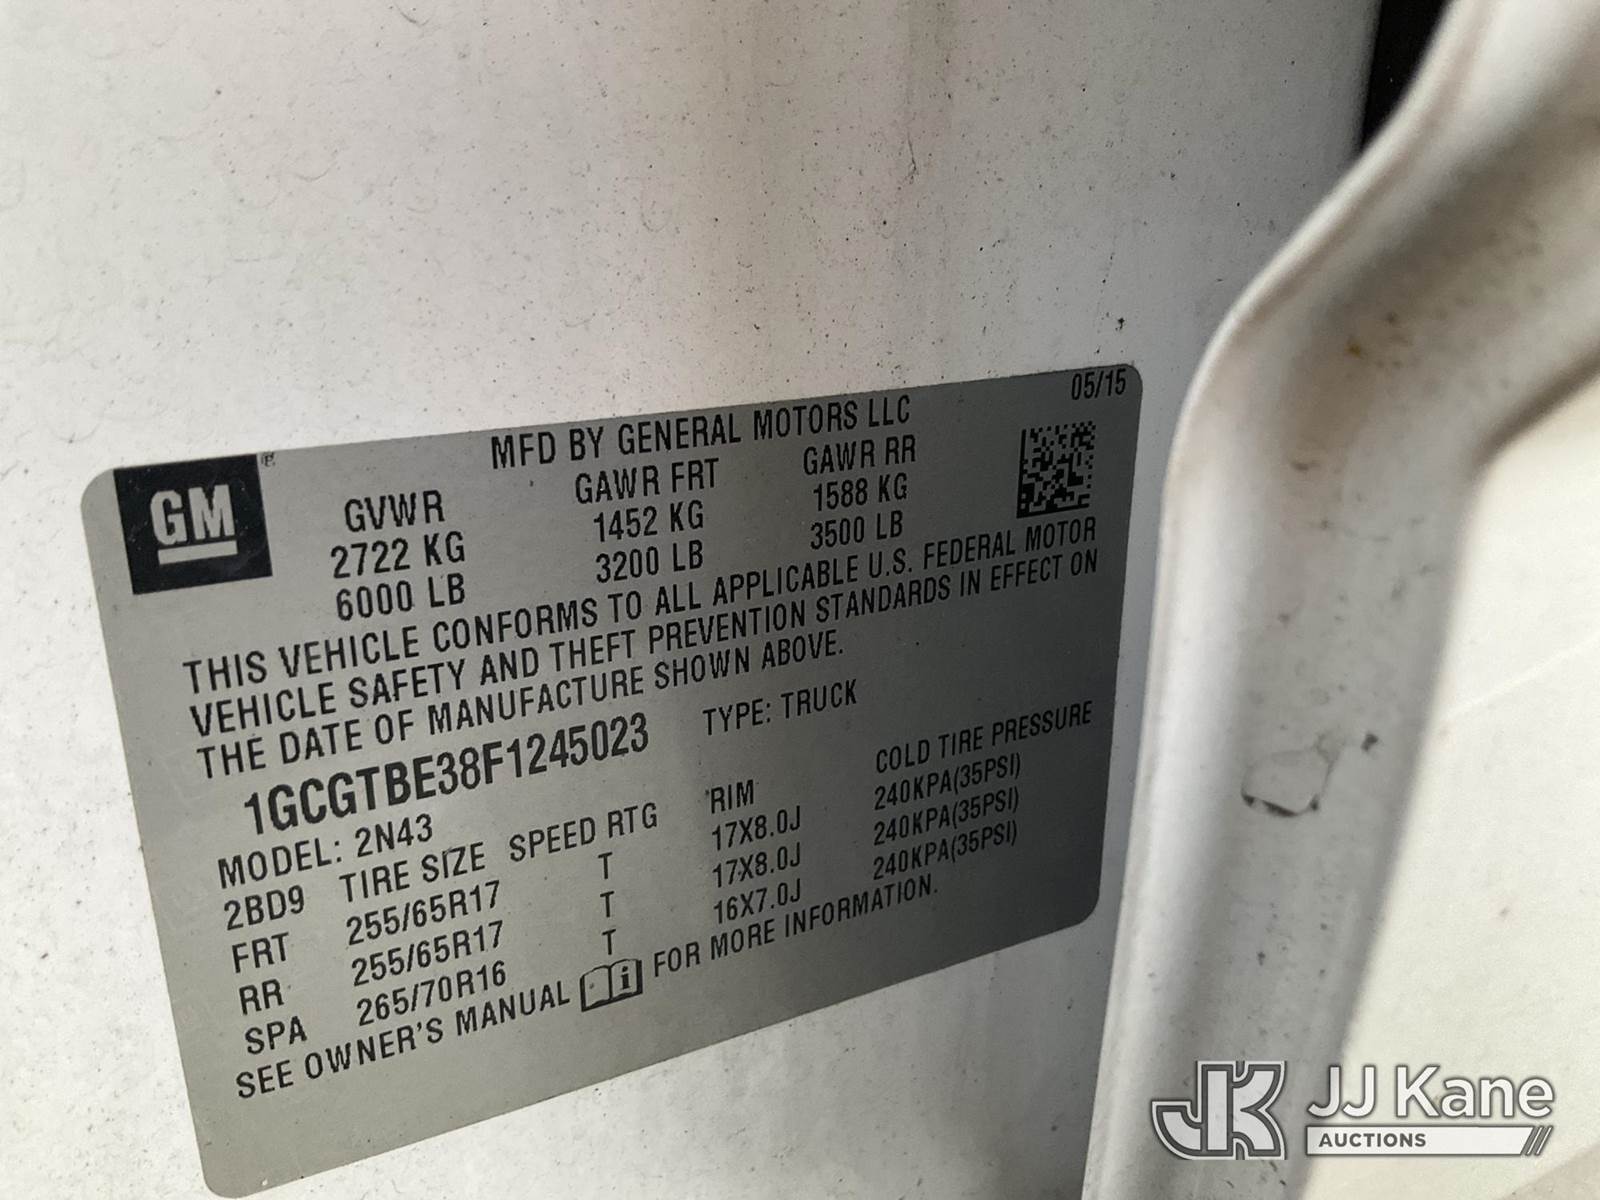 05/15
MFD BY GENERAL MOTORS LLC
GM
GVWR GAWR FRT GAWR RR
2722 KG 1452 KG 1588 KG
6000 LB 3200 LB 3500 LB
THIS VEHICLE CONFORMS TO ALL APPLICABLE U.S. FEDERAL MOTOR
VEHICLE SAFETY AND THEFT PREVENTION STANDARDS IN EFFECT ON
THE DATE OF MANUFACTURE SHOWN ABOVE.
1GCGTBE38F1245023 TYPE: TRUCK
MODEL: 2N43
2BD9 TIRE SIZE SPEED RTG RIM COLD TIRE PRESSURE
FRT 255/65R17 T 17X8.0J 240KPA(35PSI)
RR 255/65R17 T 17X8.0J 240KPA(35PSI)
SPA 265/70R16 T 16X7.0J 240KPA(35PSI)
SEE OWNER'S MANUAL i FOR MORE INFORMATION.
JK JJ Kane
AUCTIONS